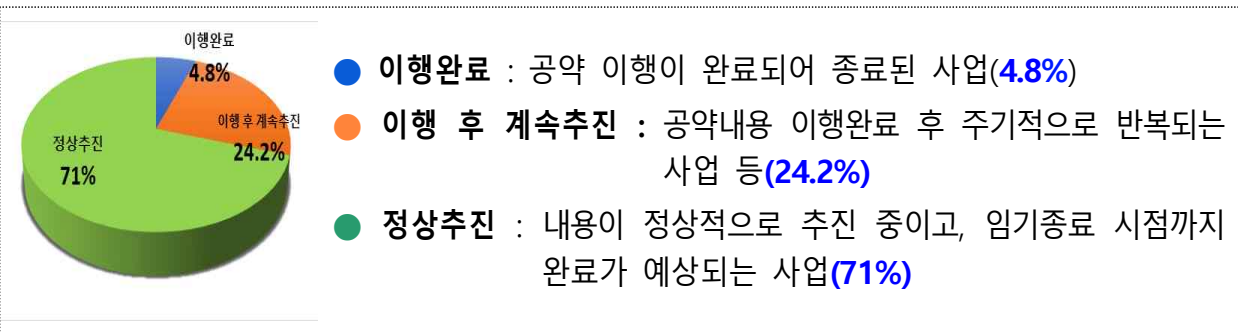 이행완료
4.8%
이행 후 계속추진
24.2%
정상추진
71%
● 이행완료 : 공약 이행이 완료되어 종료된 사업(4.8%)
● 이행 후 계속추진 : 공약내용 이행완료 후 주기적으로 반복되는
사업 등(24.2%)
● 정상추진 : 내용이 정상적으로 추진 중이고, 임기종료 시점까지
완료가 예상되는 사업(71%)